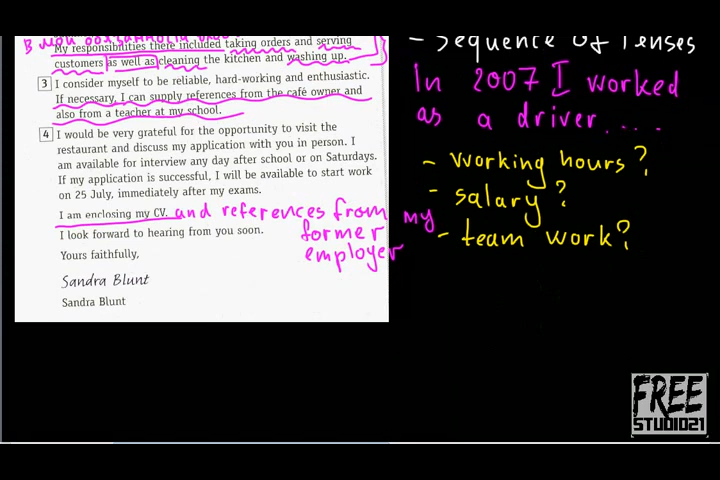 В мои обязанности входило
My responsibilities there included taking orders and serving
customers as well as cleaning the kitchen and washing up.
3 I consider myself to be reliable, hard-working and enthusiastic.
If necessary, I can supply references from the café owner and
also from a teacher at my school.
4 I would be very grateful for the opportunity to visit the
restaurant and discuss my application with you in person. I
am available for interview any day after school or on Saturdays.
If my application is successful, I will be available to start work
on 25 July, immediately after my exams.
I am enclosing my CV. and references from my
former
employer
I look forward to hearing from you soon.
Yours faithfully,
Sandra Blunt
Sandra Blunt
- Sequence of Tenses
In 2007 I worked
as a driver....
- working hours?
- salary?
- team work?
FREE
STUDIO21